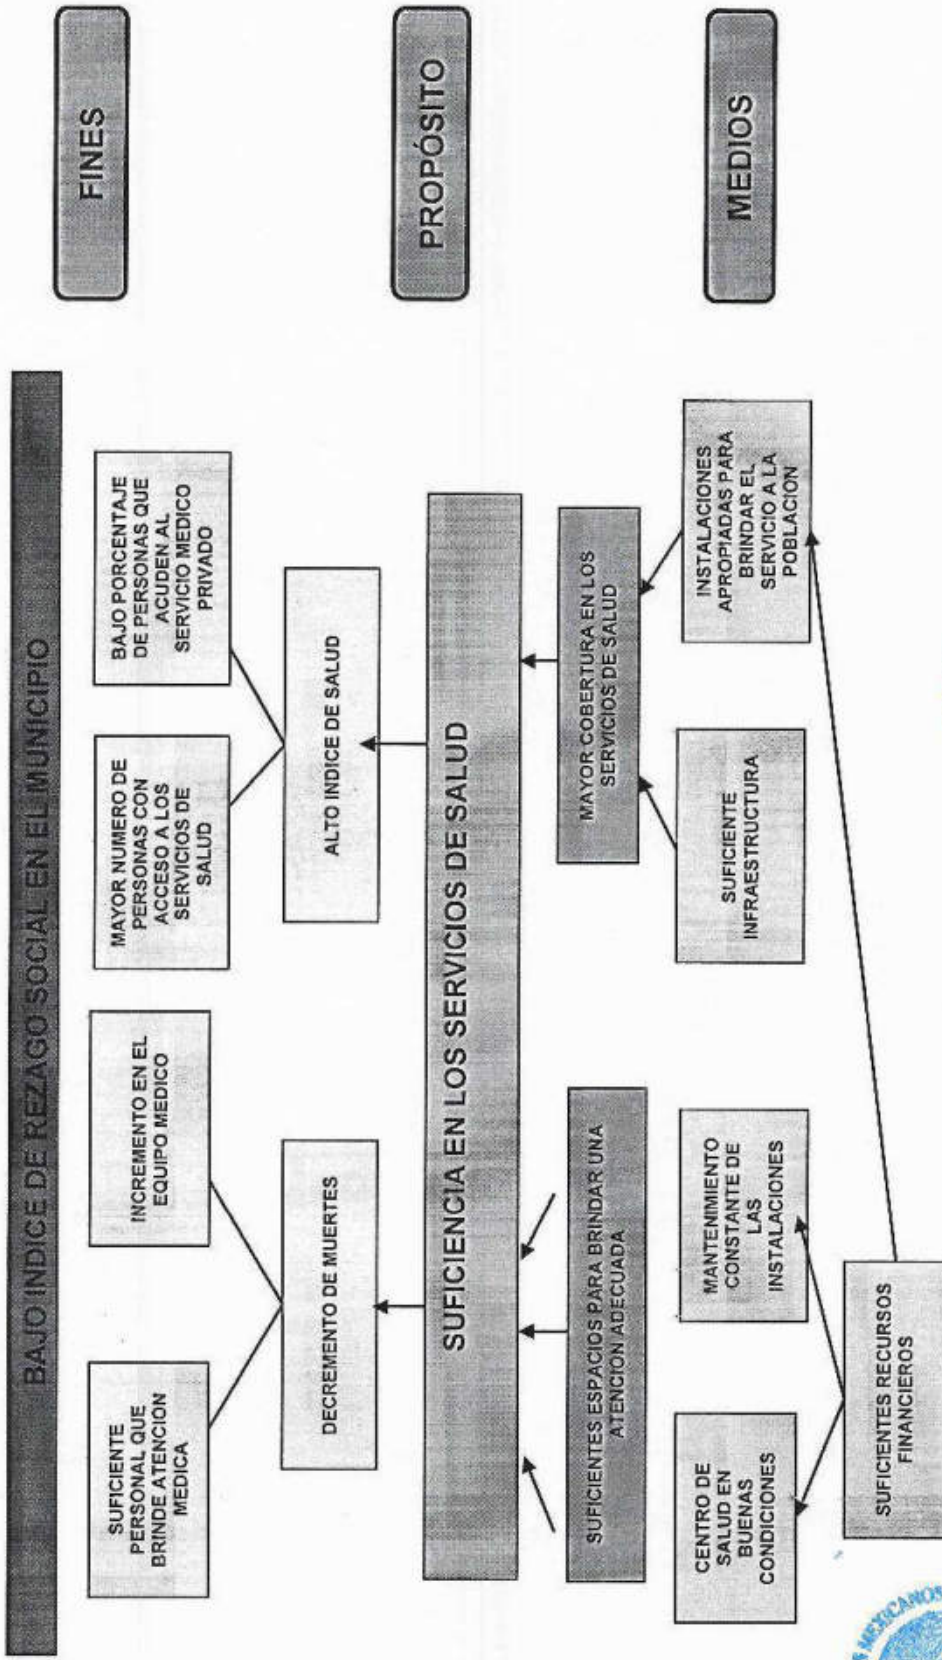 BAJO INDICE DE REZAGO SOCIAL EN EL MUNICIPIO
FINES
SUFICIENTE
PERSONAL QUE
BRINDE ATENCION
MEDICA
INCREMENTO EN EL
EQUIPO MEDICO
MAYOR NUMERO DE
PERSONAS CON
ACCESO A LOS
SERVICIOS DE
SALUD
BAJO PORCENTAJE
DE PERSONAS QUE
ACUDEN AL
SERVICIO MEDICO
PRIVADO
DECREMENTO DE MUERTES
ALTO INDICE DE SALUD
SUFICIENCIA EN LOS SERVICIOS DE SALUD
PROPÓSITO
SUFICIENTES ESPACIOS PARA BRINDAR UNA
ATENCION ADECUADA
MAYOR COBERTURA EN LOS
SERVICIOS DE SALUD
CENTRO DE
SALUD EN
BUENAS
CONDICIONES
MANTENIMIENTO
CONSTANTE DE
LAS
INSTALACIONES
SUFICIENTE
INFRAESTRUCTURA
INSTALACIONES
APROPIADAS PARA
BRINDAR EL
SERVICIO A LA
POBLACION
MEDIOS
SUFICIENTES RECURSOS
FINANCIEROS
MEXICANOS